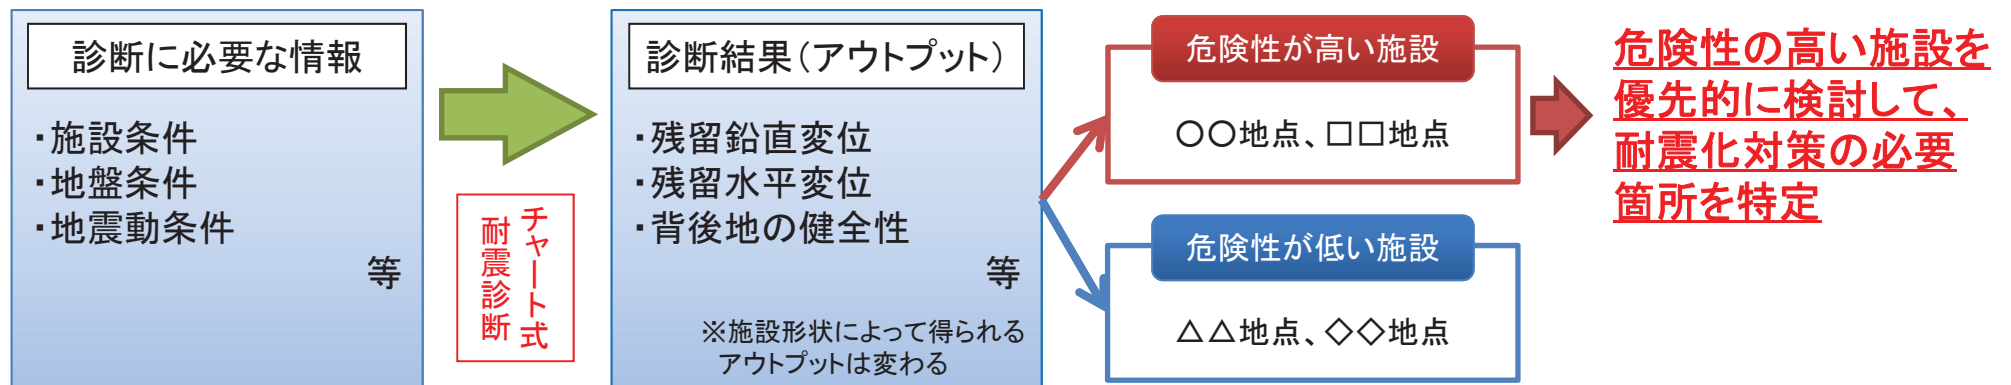 診断に必要な情報
・施設条件
・地盤条件
・地震動条件
等
チャート式
耐震診断
診断結果（アウトプット）
・残留鉛直変位
・残留水平変位
・背後地の健全性
等
※施設形状によって得られる
アウトプットは変わる
危険性が高い施設
〇〇地点、□□地点
危険性が低い施設
△△地点、◇◇地点
危険性の高い施設を
優先的に検討して、
耐震化対策の必要
箇所を特定